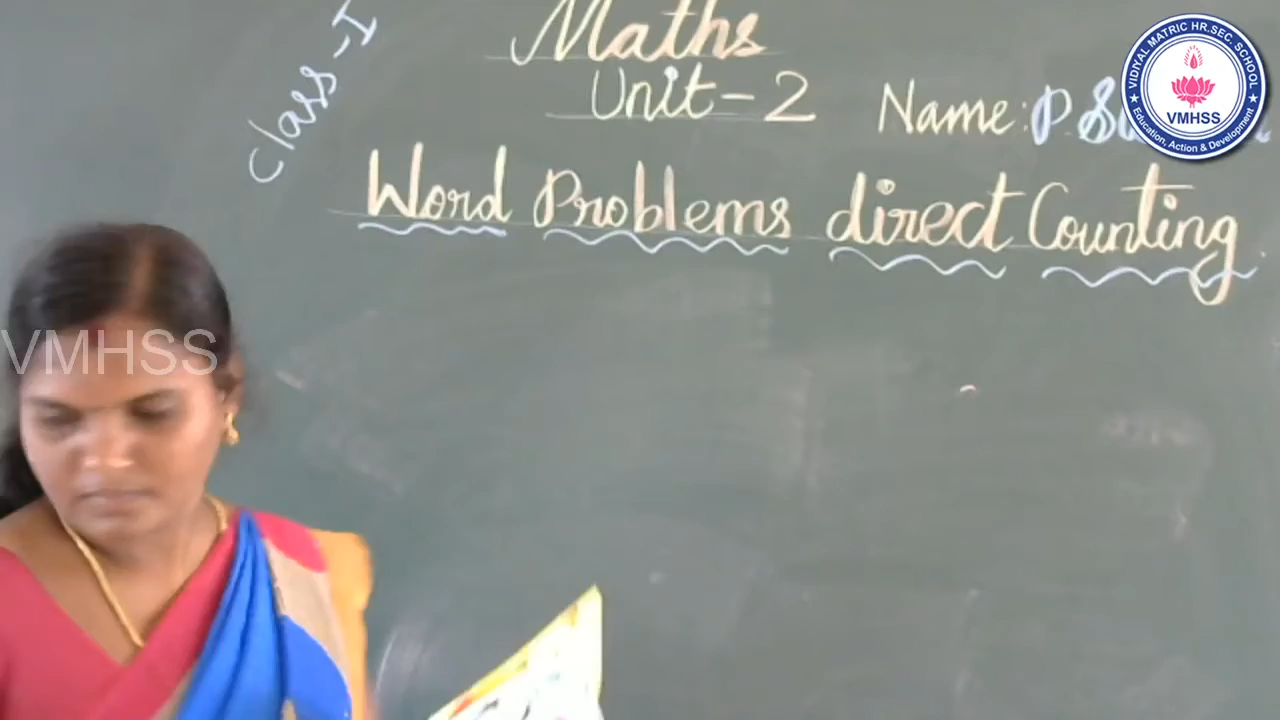 Class - I
Maths
Unit - 2
Name: P.
Word Problems direct Counting.
VIDIYAL MATRIC HR.SEC. SCHOOL
VMHSS
Education, Action & Development
VMHSS